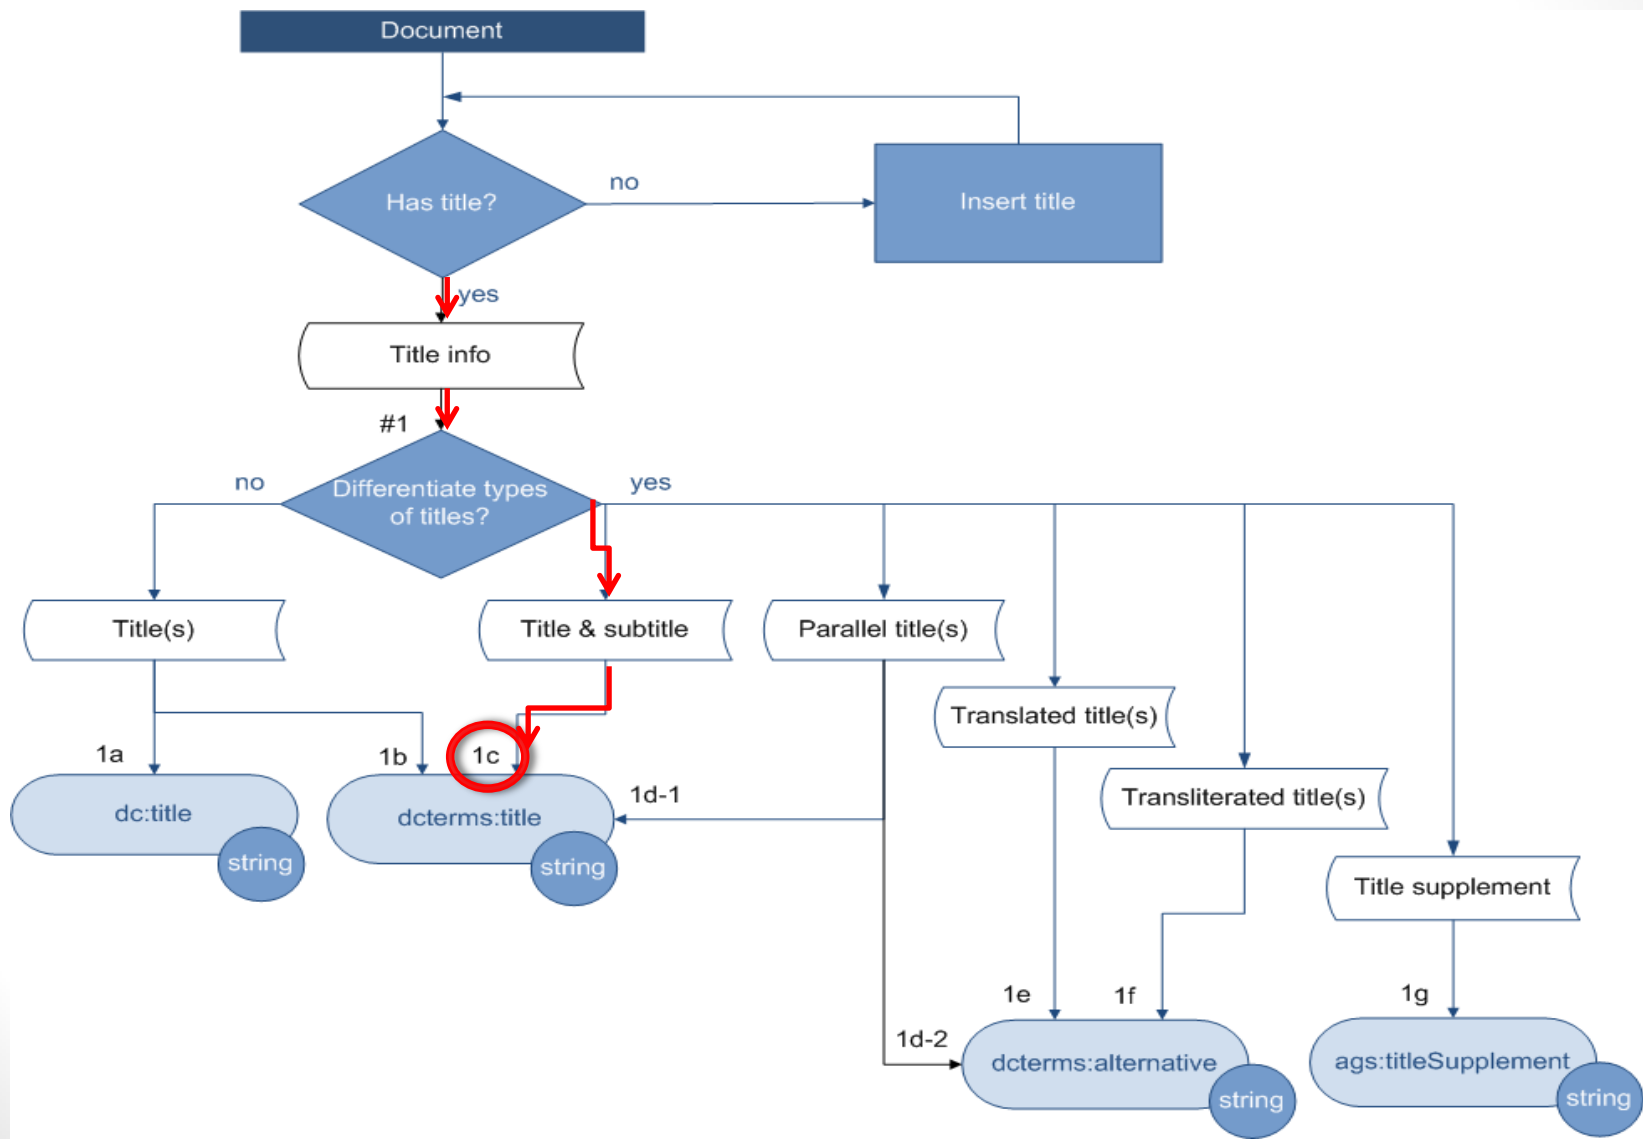 Document
Has title?
no
Insert title
yes
Title info
#1
no
Differentiate types
of titles?
yes
Title(s)
Title & subtitle
Parallel title(s)
Translated title(s)
Transliterated title(s)
Title supplement
1a
1b
1c
1d-1
dc:title
string
dcterms:title
string
1e
1f
1g
1d-2
dcterms:alternative
string
ags:titleSupplement
string